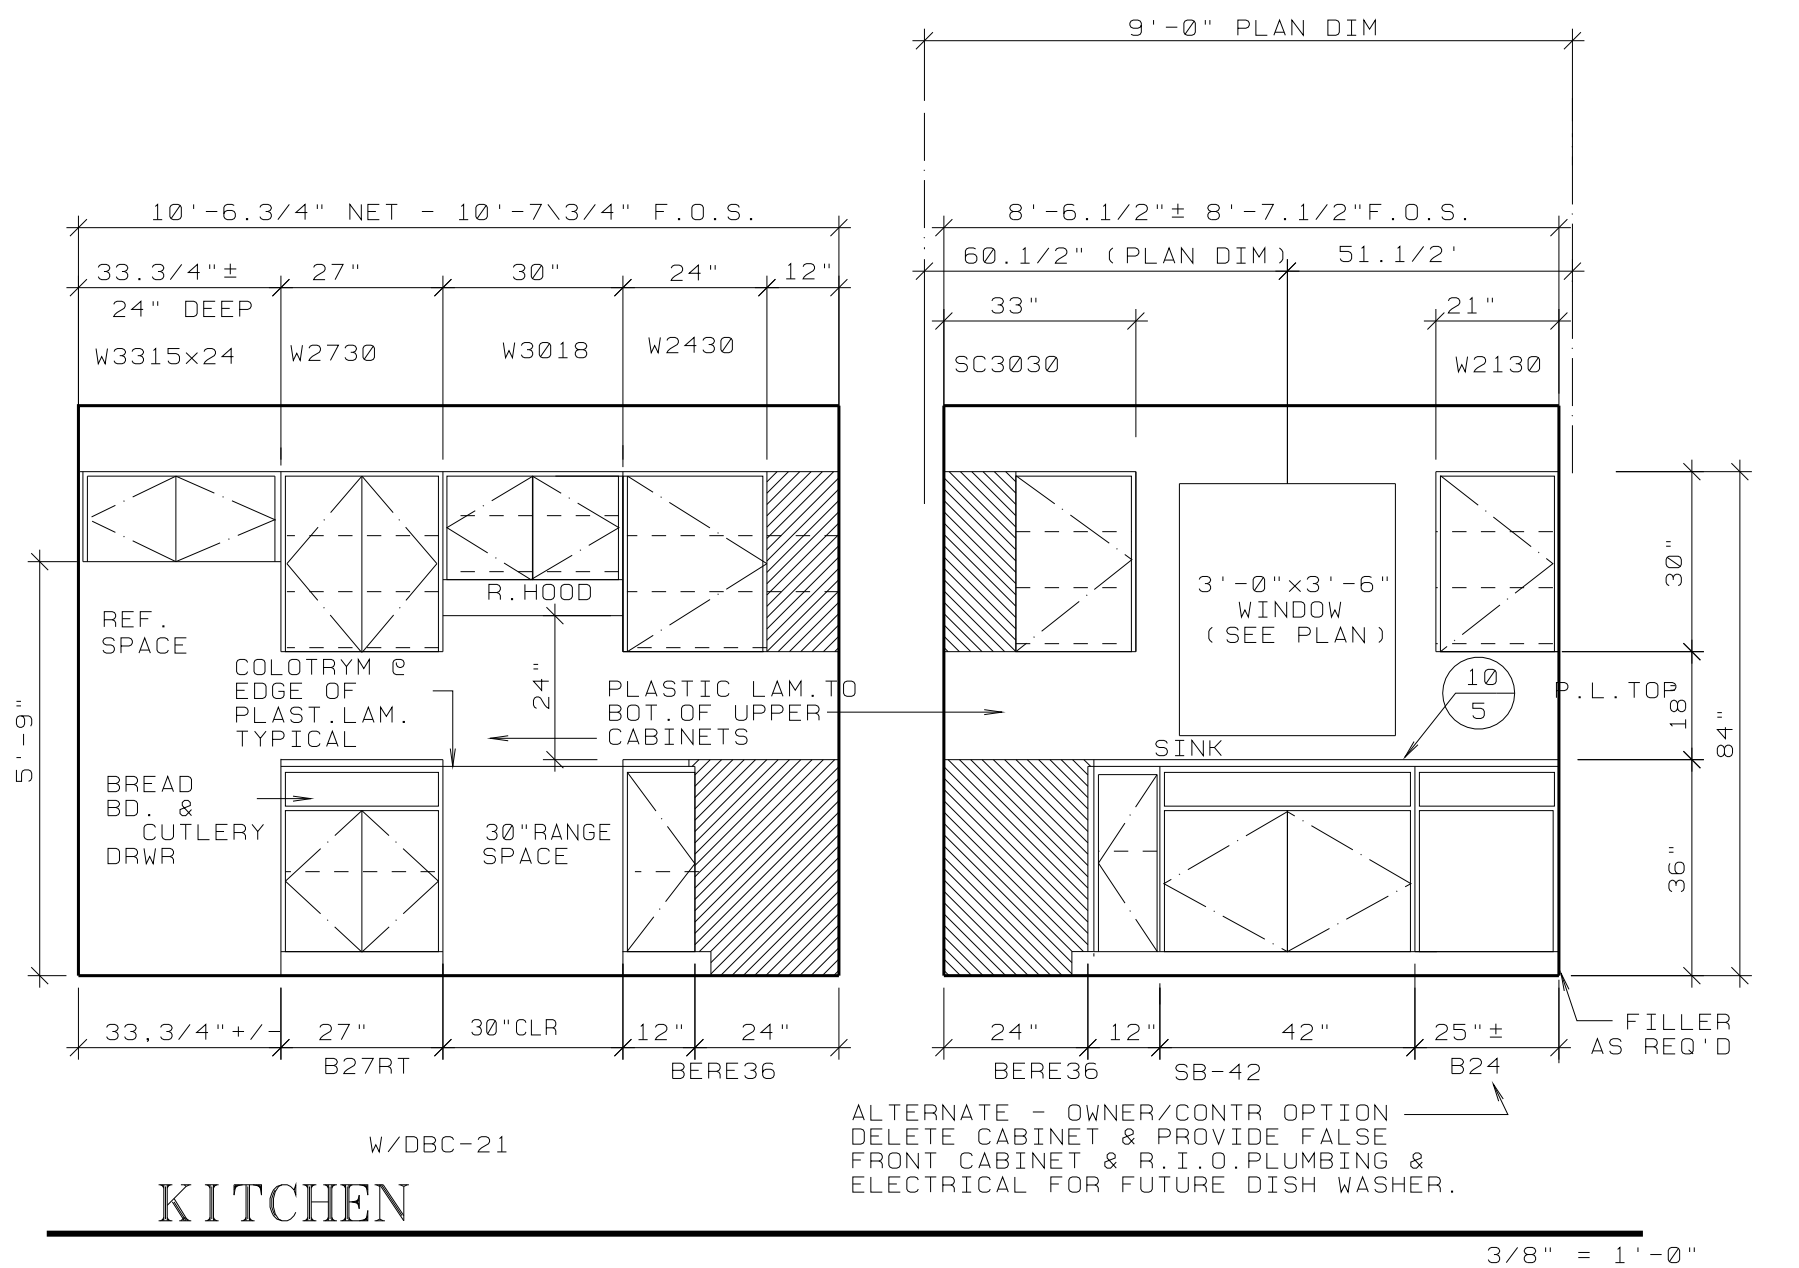 9'-0" PLAN DIM
10'-6.3/4" NET - 10'-7\3/4" F.O.S.
8'-6.1/2"± 8'-7.1/2"F.O.S.
60.1/2" (PLAN DIM) 51.1/2'
33.3/4"± 27" 30" 24" 12"
24" DEEP
33" 21"
W3315x24 W2730 W3018 W2430
SC3030 W2130
R.HOOD
3'-0"x3'-6"
WINDOW
(SEE PLAN)
30"
REF.
SPACE
COLOTRYM @
EDGE OF
PLAST.LAM.
TYPICAL
24"
PLASTIC LAM.TO
BOT.OF UPPER
CABINETS
10
5
P.L.TOP
18"
84"
5'-9"
SINK
BREAD
BD. &
CUTLERY
DRWR
30"RANGE
SPACE
36"
33,3/4"+/- 27" 30"CLR 12" 24"
B27RT BERE36
24" 12" 42" 25"±
BERE36 SB-42 B24
FILLER
AS REQ'D
ALTERNATE - OWNER/CONTR OPTION
DELETE CABINET & PROVIDE FALSE
FRONT CABINET & R.I.O.PLUMBING &
ELECTRICAL FOR FUTURE DISH WASHER.
W/DBC-21
KITCHEN
3/8" = 1'-0"